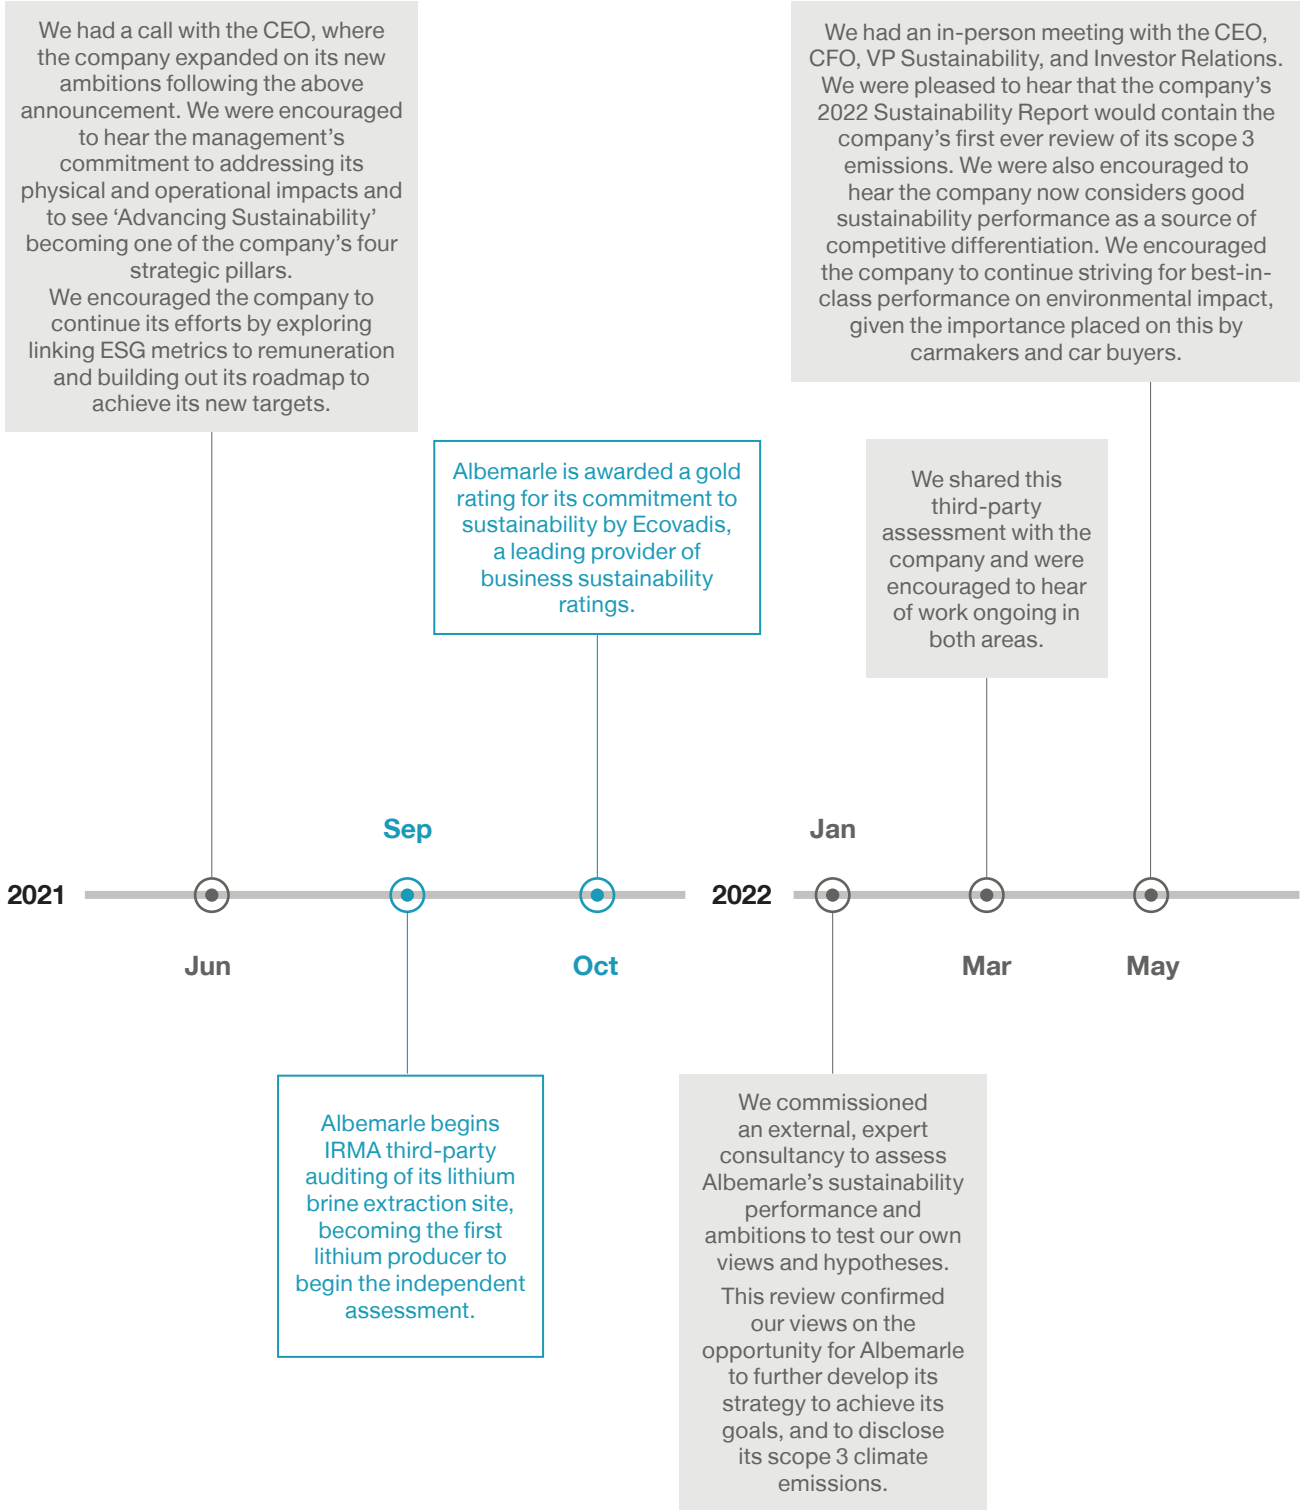 We had a call with the CEO, where
the company expanded on its new
ambitions following the above
announcement. We were encouraged
to hear the management’s
commitment to addressing its
physical and operational impacts and
to see ‘Advancing Sustainability’
becoming one of the company’s four
strategic pillars.
We encouraged the company to
continue its efforts by exploring
linking ESG metrics to remuneration
and building out its roadmap to
achieve its new targets.
We had an in-person meeting with the CEO,
CFO, VP Sustainability, and Investor Relations.
We were pleased to hear that the company’s
2022 Sustainability Report would contain the
company’s first ever review of its scope 3
emissions. We were also encouraged to
hear the company now considers good
sustainability performance as a source of
competitive differentiation. We encouraged
the company to continue striving for best-in-
class performance on environmental impact,
given the importance placed on this by
carmakers and car buyers.
Albemarle is awarded a gold
rating for its commitment to
sustainability by Ecovadis,
a leading provider of
business sustainability
ratings.
We shared this
third-party
assessment with the
company and were
encouraged to hear
of work ongoing in
both areas.
Sep
Jan
2021
2022
Jun
Oct
Mar
May
Albemarle begins
IRMA third-party
auditing of its lithium
brine extraction site,
becoming the first
lithium producer to
begin the independent
assessment.
We commissioned
an external, expert
consultancy to assess
Albemarle’s sustainability
performance and
ambitions to test our own
views and hypotheses.
This review confirmed
our views on the
opportunity for Albemarle
to further develop its
strategy to achieve its
goals, and to disclose
its scope 3 climate
emissions.